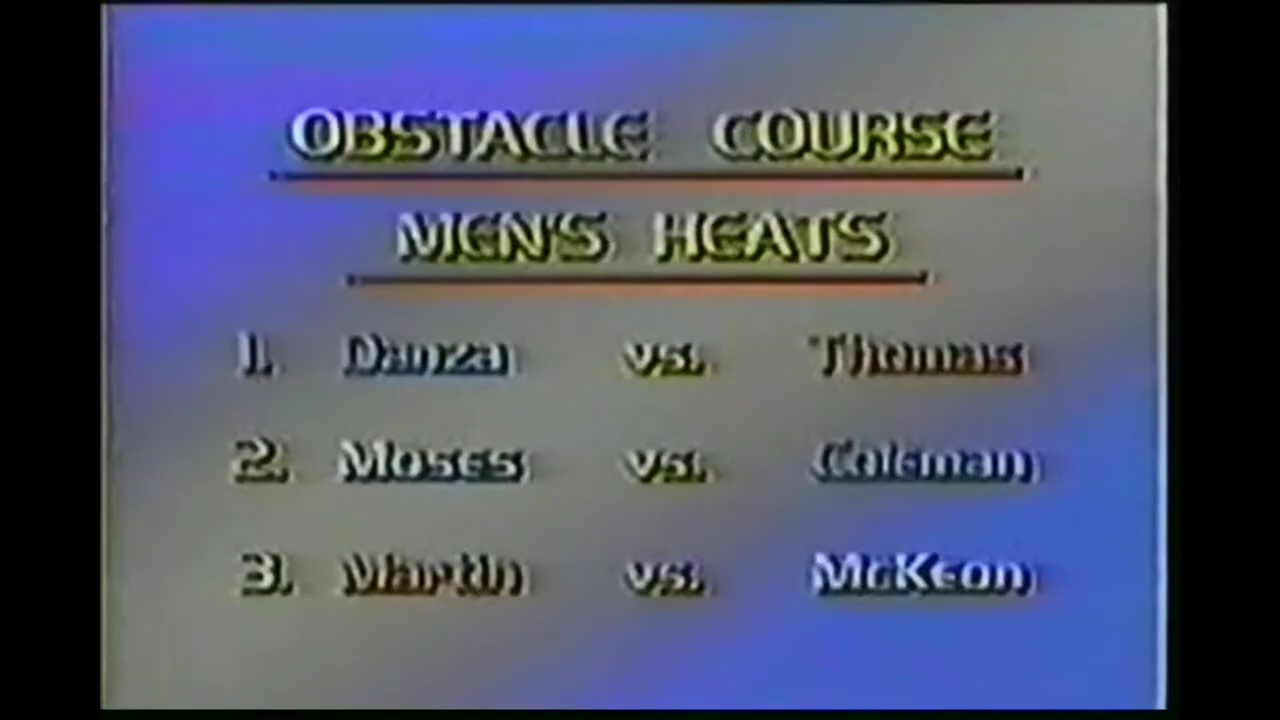 OBSTACLE COURSE
MEN'S HEATS
1. Danza vs. Thomas
2. Moses vs. Coleman
3. Martin vs. McKeon